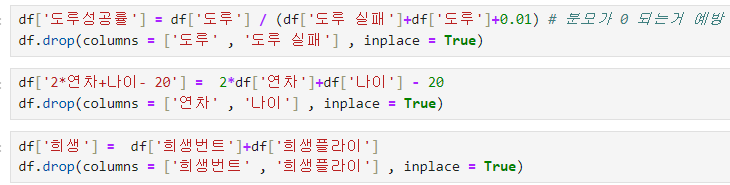 df['도루성공률'] = df['도루'] / (df['도루 실패']+df['도루']+0.01) # 분모가 0 되는거 예방
df.drop(columns = ['도루' , '도루 실패'] , inplace = True)
df['2*연차+나이- 20'] =  2*df['연차']+df['나이'] - 20
df.drop(columns = ['연차' , '나이'] , inplace = True)
df['희생'] =  df['희생번트']+df['희생플라이']
df.drop(columns = ['희생번트' , '희생플라이'] , inplace = True)